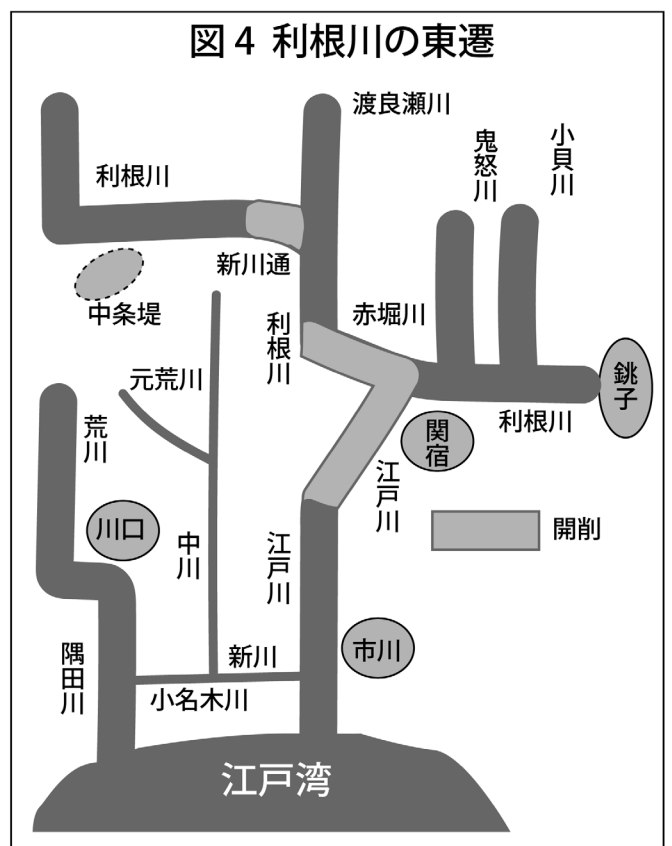 図4 利根川の東遷
渡良瀬川
鬼怒川
小貝川
利根川
新川通
中条堤
利根川
赤堀川
銚子
元荒川
利根川
荒川
関宿
江戸川
川口
中川
江戸川
開削
隅田川
新川
市川
小名木川
江戸湾